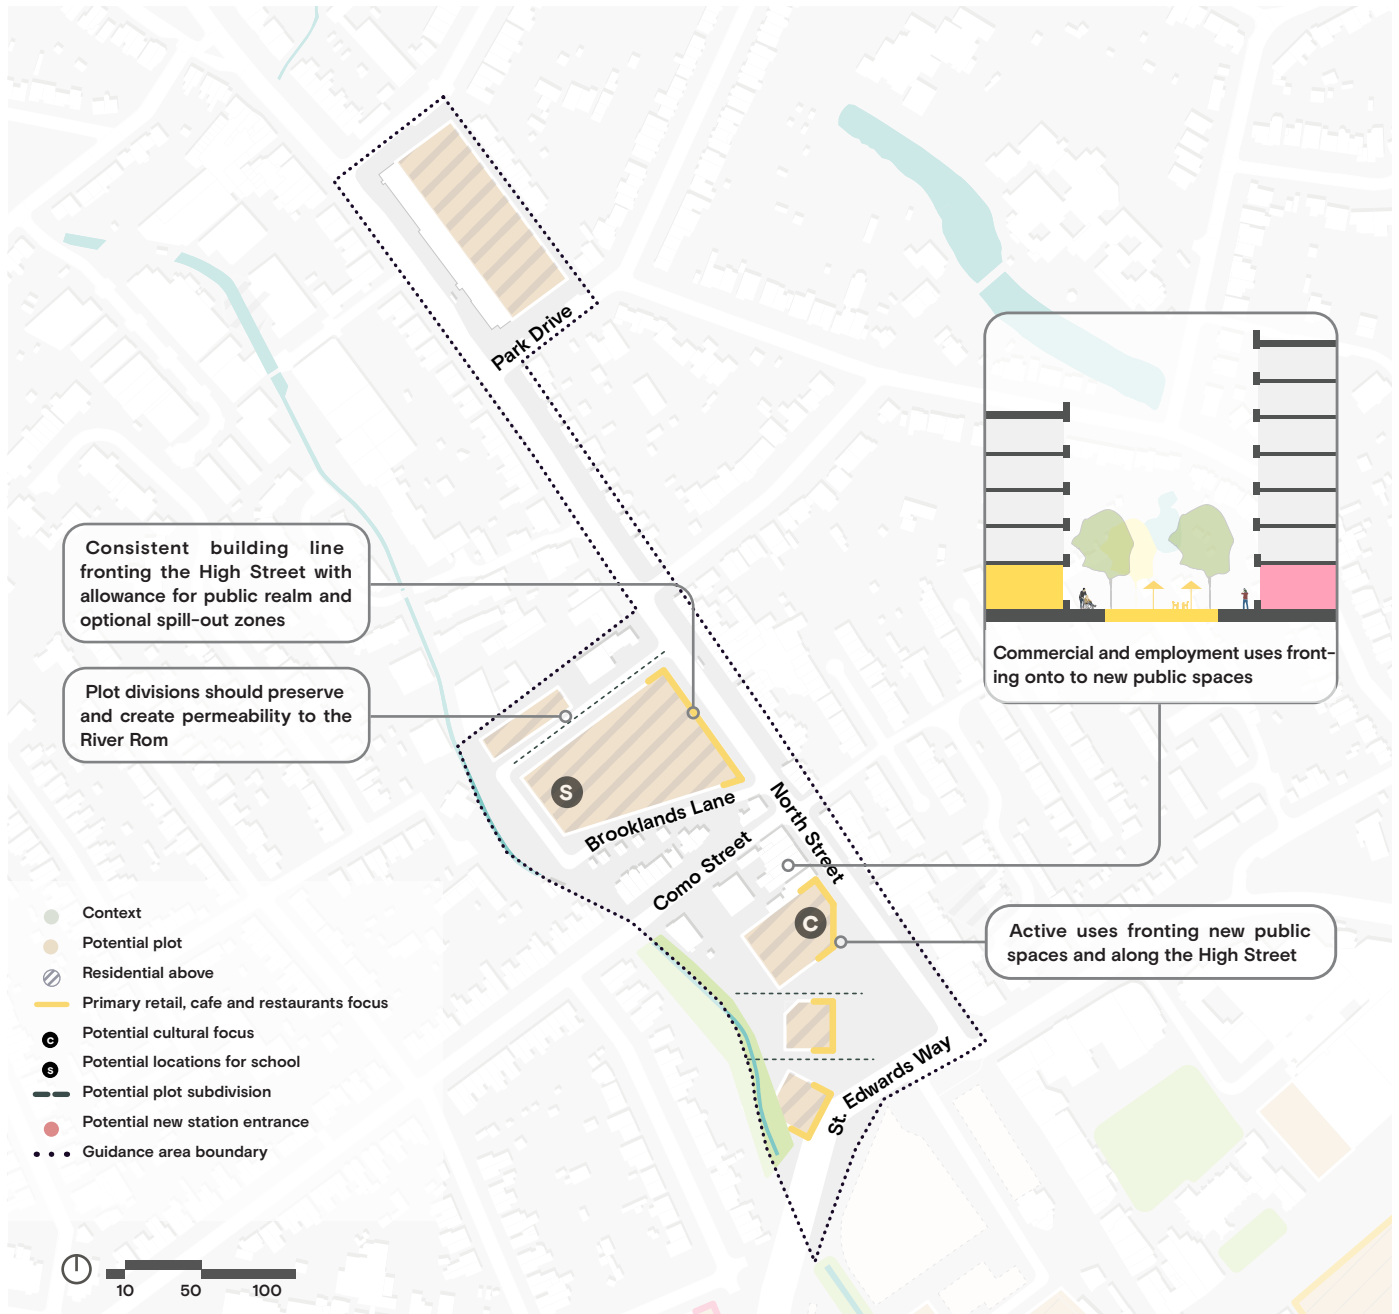 Park Drive
Consistent building line
fronting the High Street with
allowance for public realm and
optional spill-out zones
Plot divisions should preserve
and create permeability to the
River Rom
Commercial and employment uses front-
ing onto to new public spaces
S
Brooklands Lane
North Street
Como Street
C
Active uses fronting new public
spaces and along the High Street
St. Edwards Way
Context
Potential plot
Residential above
Primary retail, cafe and restaurants focus
C Potential cultural focus
S Potential locations for school
Potential plot subdivision
Potential new station entrance
Guidance area boundary
10 50 100